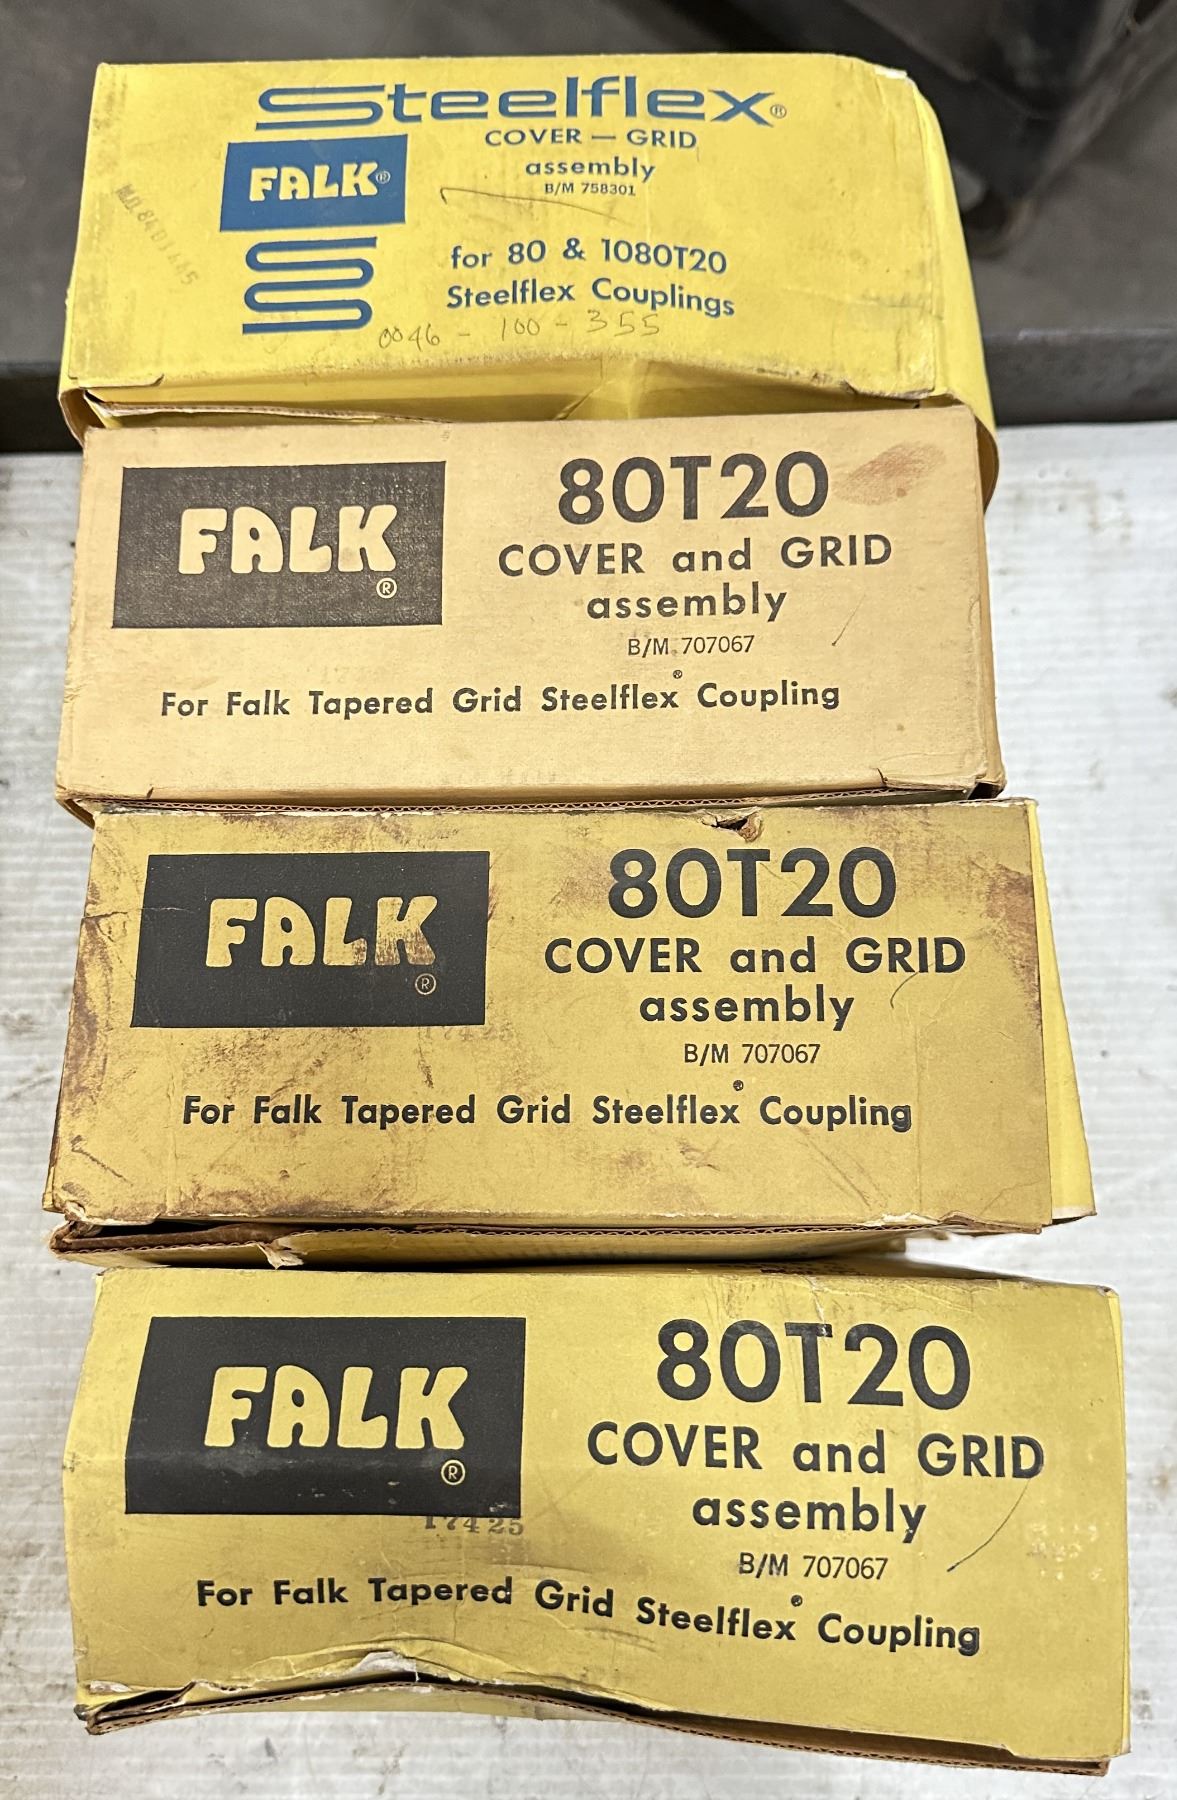 Steelflex®
COVER — GRID
assembly
B/M 758301
FALK®
for 80 & 1080T20
Steelflex Couplings
0046 - 100 - 355
FALK
®
80T20
COVER and GRID
assembly
B/M 707067
For Falk Tapered Grid Steelflex® Coupling
FALK
®
80T20
COVER and GRID
assembly
B/M 707067
17425
For Falk Tapered Grid Steelflex® Coupling
FALK
®
80T20
COVER and GRID
assembly
B/M 707067
17425
For Falk Tapered Grid Steelflex® Coupling